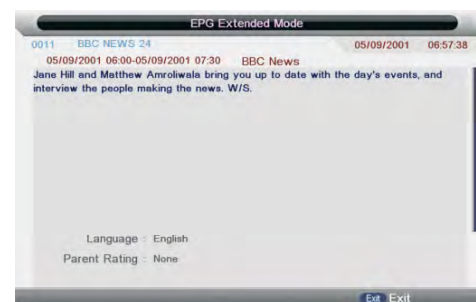 EPG Extended Mode
0011 BBC NEWS 24 05/09/2001 06:57:38
05/09/2001 06:00-05/09/2001 07:30 BBC News
Jane Hill and Matthew Amroliwala bring you up to date with the day's events, and
interview the people making the news. W/S.
Language : English
Parent Rating : None
Exit Exit